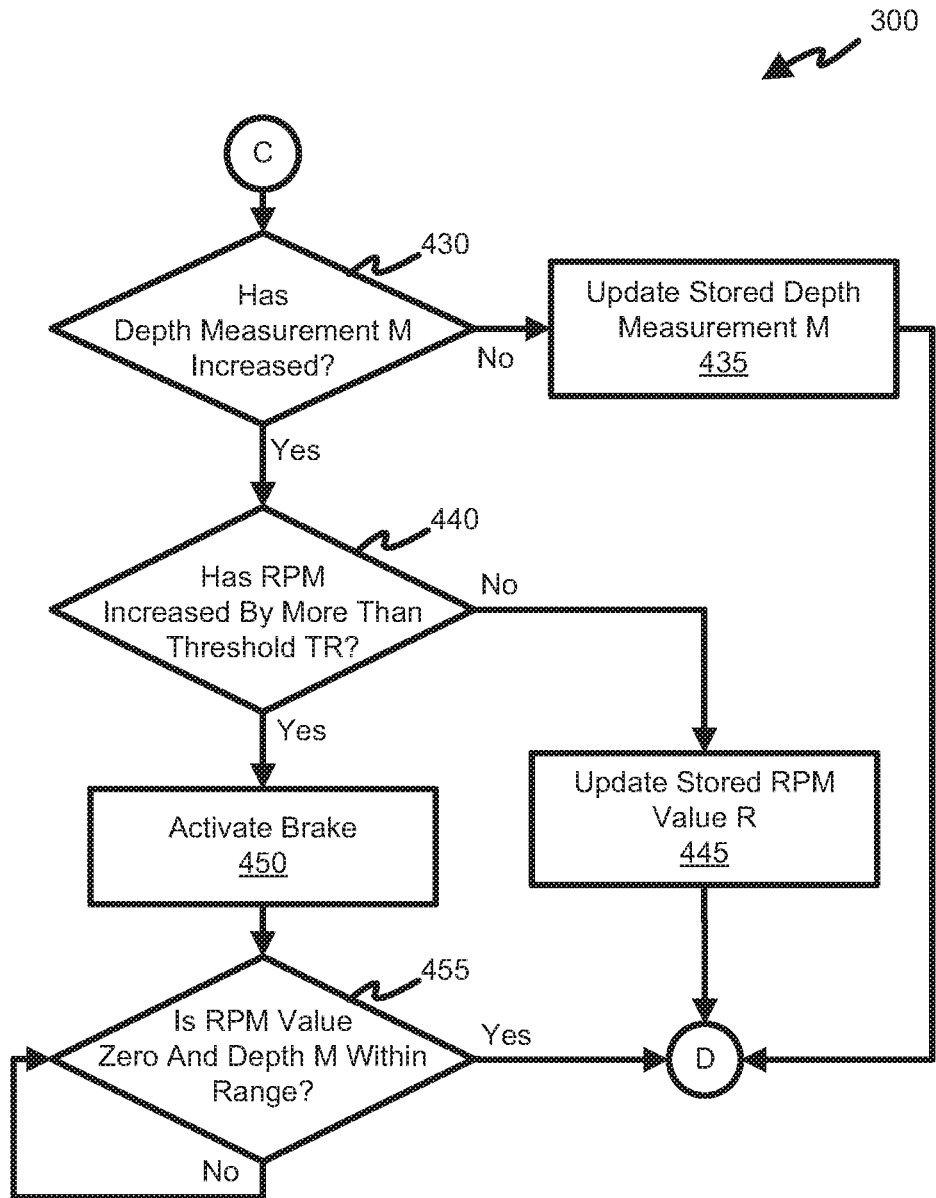 300
C
430
Has
Depth Measurement M
Increased?
No
Update Stored Depth
Measurement M
435
Yes
440
Has RPM
Increased By More Than
Threshold TR?
No
Yes
Activate Brake
450
Update Stored RPM
Value R
445
455
Is RPM Value
Zero And Depth M Within
Range?
Yes
D
No